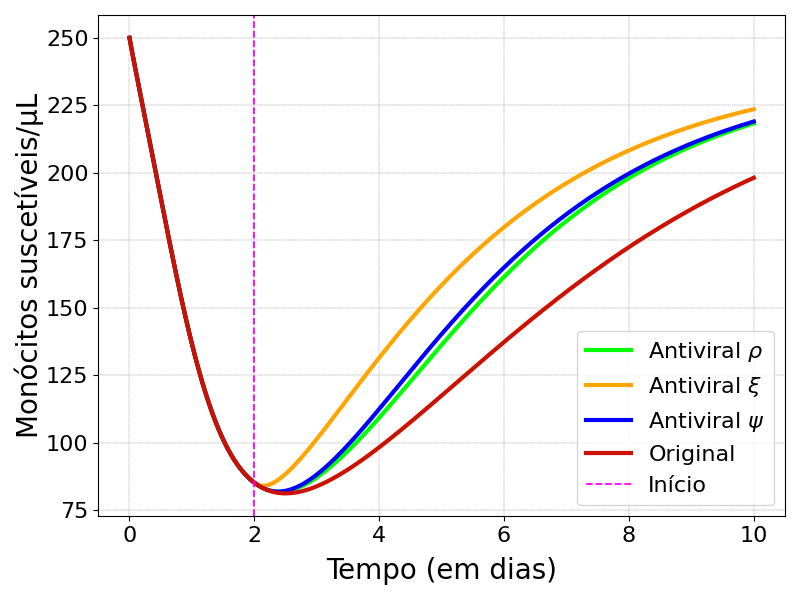 Monócitos suscetíveis/μL
250
225
200
175
150
125
100
75
0 2 4 6 8 10
Tempo (em dias)
Antiviral ρ
Antiviral ξ
Antiviral ψ
Original
Início